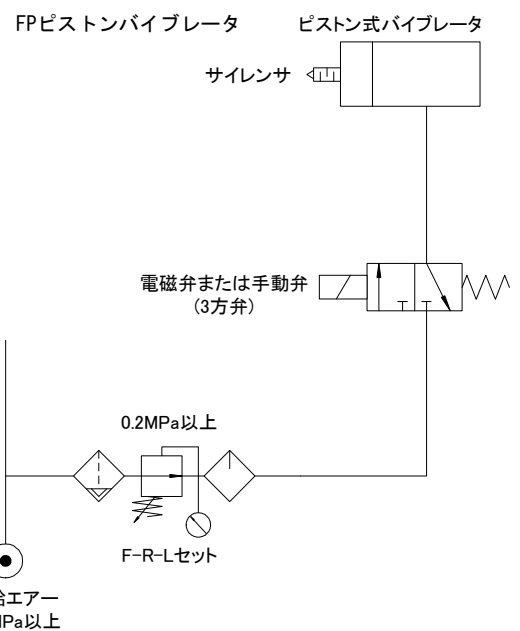 FPピストンバイブレータ
ピストン式バイブレータ
サイレンサ
電磁弁または手動弁
(3方弁)
0.2MPa以上
F-R-Lセット
エアー
Pa以上